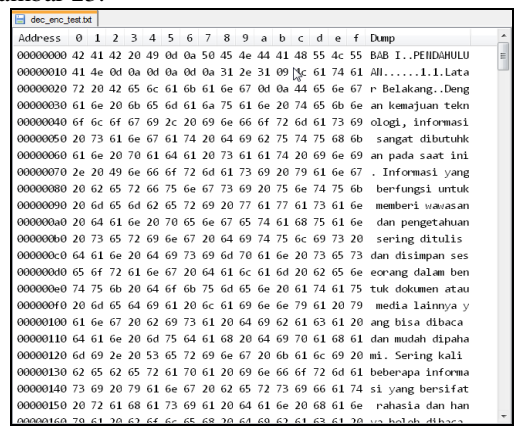 dec_enc_test.txt
Address 0 1 2 3 4 5 6 7 8 9 a b c d e f Dump
00000000 42 41 42 20 49 0d 0a 50 45 4e 44 41 48 55 4c 55 BAB I..PENDAHULU
00000010 41 4e 0d 0a 0d 0a 0d 0a 31 2e 31 09 4c 61 74 61 AN......1.1.Lata
00000020 72 20 42 65 6c 61 6b 61 6e 67 0d 0a 44 65 6e 67 r Belakang..Deng
00000030 61 6e 20 6b 65 6d 61 6a 75 61 6e 20 74 65 6b 6e an kemajuan tekn
00000040 6f 6c 6f 67 69 2c 20 69 6e 66 6f 72 6d 61 73 69 ologi, informasi
00000050 20 73 61 6e 67 61 74 20 64 69 62 75 74 75 68 6b sangat dibutuhk
00000060 61 6e 20 70 61 64 61 20 73 61 61 74 20 69 6e 69 an pada saat ini
00000070 2e 20 49 6e 66 6f 72 6d 61 73 69 20 79 61 6e 67 . Informasi yang
00000080 20 62 65 72 66 75 6e 67 73 69 20 75 6e 74 75 6b berfungsi untuk
00000090 20 6d 65 6d 62 65 72 69 20 77 61 77 61 73 61 6e memberi wawasan
000000a0 20 64 61 6e 20 70 65 6e 67 65 74 61 68 75 61 6e dan pengetahuan
000000b0 20 73 65 72 69 6e 67 20 64 69 74 75 6c 69 73 20 sering ditulis
000000c0 64 61 6e 20 64 69 73 69 6d 70 61 6e 20 73 65 73 dan disimpan ses
000000d0 65 6f 72 61 6e 67 20 64 61 6c 61 6d 20 62 65 6e eorang dalam ben
000000e0 74 75 6b 20 64 6f 6b 75 6d 65 6e 20 61 74 61 75 tuk dokumen atau
000000f0 20 6d 65 64 69 61 20 6c 61 69 6e 6e 79 61 20 79 media lainnya y
00000100 61 6e 67 20 62 69 73 61 20 64 69 62 61 63 61 20 ang bisa dibaca
00000110 64 61 6e 20 6d 75 64 61 68 20 64 69 70 61 68 61 dan mudah dipaha
00000120 6d 69 2e 20 53 65 72 69 6e 67 20 6b 61 6c 69 20 mi. Sering kali
00000130 62 65 62 65 72 61 70 61 20 69 6e 66 6f 72 6d 61 beberapa informa
00000140 73 69 20 79 61 6e 67 20 62 65 72 73 69 66 61 74 si yang bersifat
00000150 20 72 61 68 61 73 69 61 20 64 61 6e 20 68 61 6e rahasia dan han
00000160 79 61 20 62 6f 6c 65 68 20 64 69 62 61 63 61 20 ya boleh dibaca